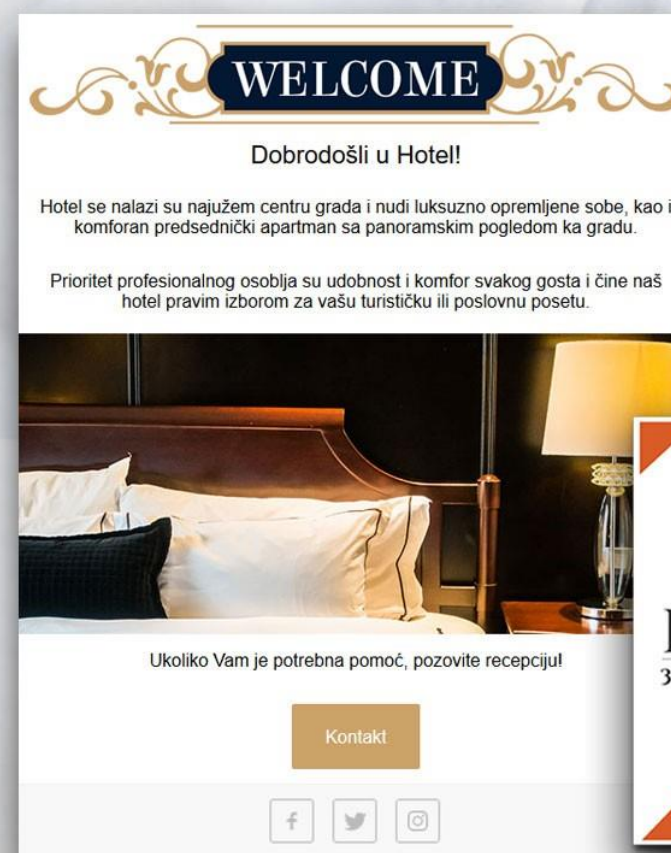 WELCOME
Dobrodošli u Hotel!
Hotel se nalazi su najužem centru grada i nudi luksuzno opremljene sobe, kao i
komforan predsednički apartman sa panoramskim pogledom ka gradu.
Prioritet profesionalnog osoblja su udobnost i komfor svakog gosta i čine naš
hotel pravim izborom za vašu turističku ili poslovnu posetu.
Ukoliko Vam je potrebna pomoć, pozovite recepciju!
Kontakt